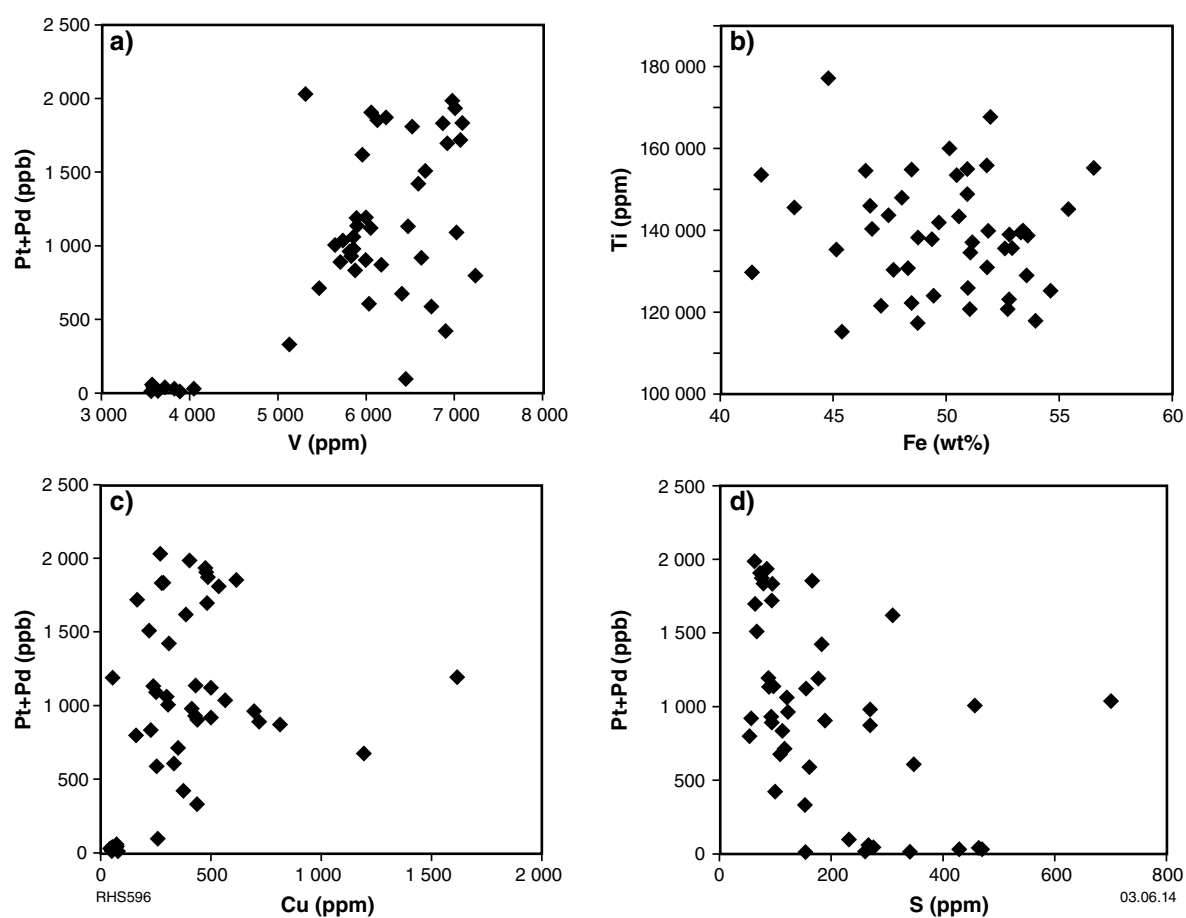 a)
2 500
2 000
1 500
1 000
500
0
Pt+Pd (ppb)
3 000 4 000 5 000 6 000 7 000 8 000
V (ppm)
b)
180 000
160 000
140 000
120 000
100 000
Ti (ppm)
40 45 50 55 60
Fe (wt%)
c)
2 500
2 000
1 500
1 000
500
0
Pt+Pd (ppb)
0 500 1 000 1 500 2 000
Cu (ppm)
RHS596
d)
2 500
2 000
1 500
1 000
500
0
Pt+Pd (ppb)
0 200 400 600 800
S (ppm)
03.06.14